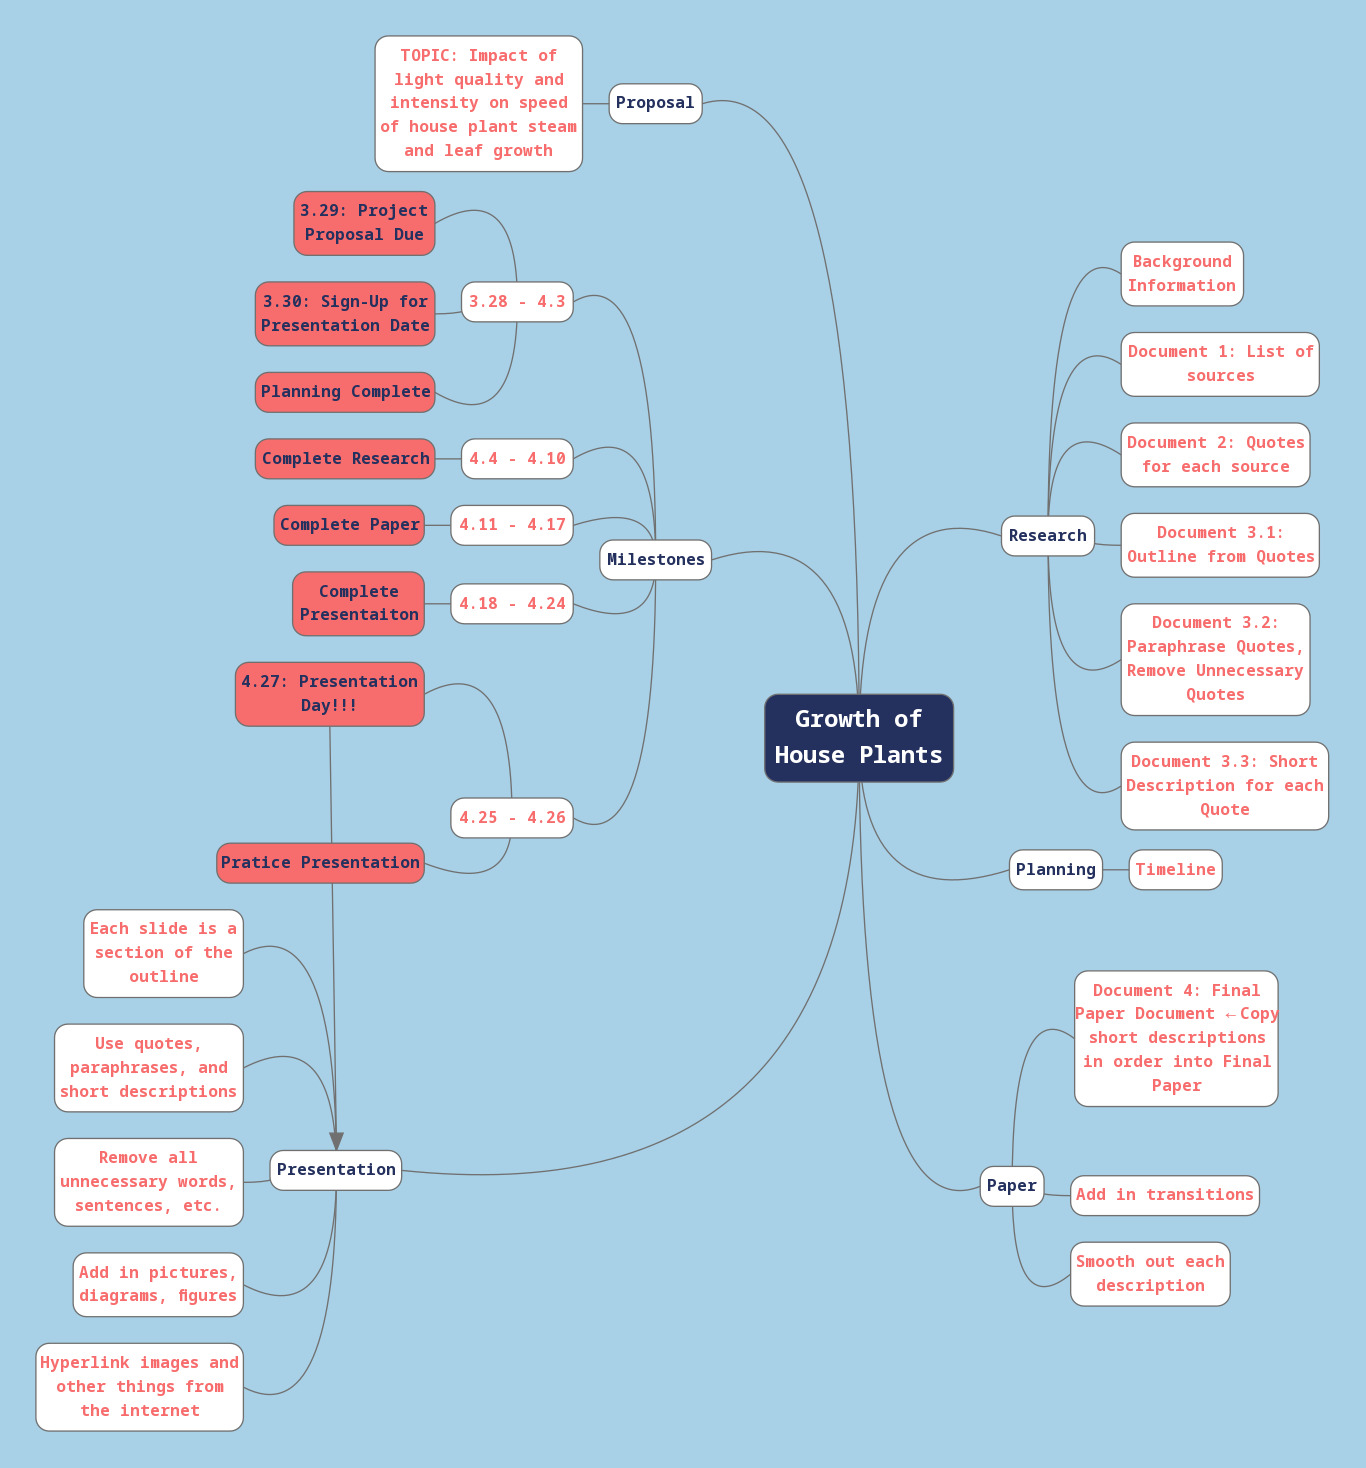 TOPIC: Impact of
light quality and
intensity on speed
of house plant steam
and leaf growth
Proposal
3.29: Project
Proposal Due
3.30: Sign-Up for
Presentation Date
Planning Complete
3.28 - 4.3
Complete Research
4.4 - 4.10
Complete Paper
4.11 - 4.17
Complete
Presentaiton
4.18 - 4.24
Milestones
4.27: Presentation
Day!!!
4.25 - 4.26
Pratice Presentation
Each slide is a
section of the
outline
Use quotes,
paraphrases, and
short descriptions
Remove all
unnecessary words,
sentences, etc.
Add in pictures,
diagrams, figures
Hyperlink images and
other things from
the internet
Presentation
Growth of
House Plants
Research
Background
Information
Document 1: List of
sources
Document 2: Quotes
for each source
Document 3.1:
Outline from Quotes
Document 3.2:
Paraphrase Quotes,
Remove Unnecessary
Quotes
Document 3.3: Short
Description for each
Quote
Planning
Timeline
Paper
Document 4: Final
Paper Document ←Copy
short descriptions
in order into Final
Paper
Add in transitions
Smooth out each
description